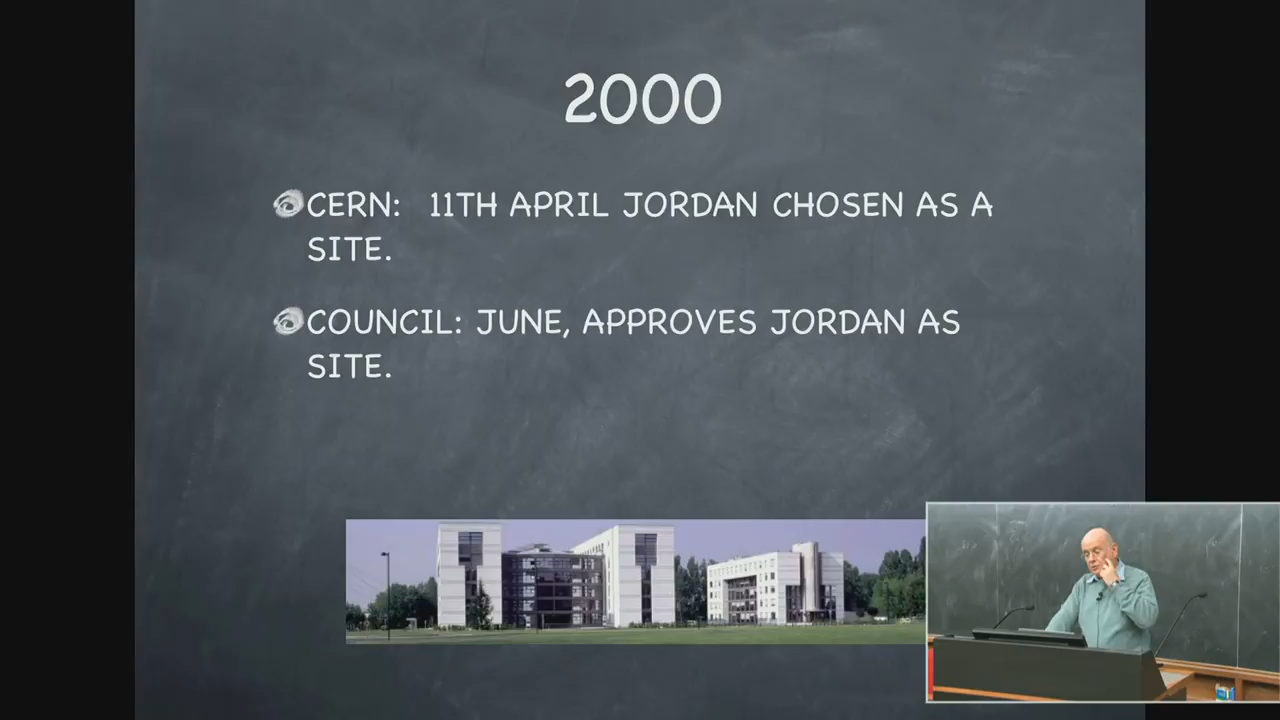 2000
CERN: 11TH APRIL JORDAN CHOSEN AS A
SITE.
COUNCIL: JUNE, APPROVES JORDAN AS
SITE.